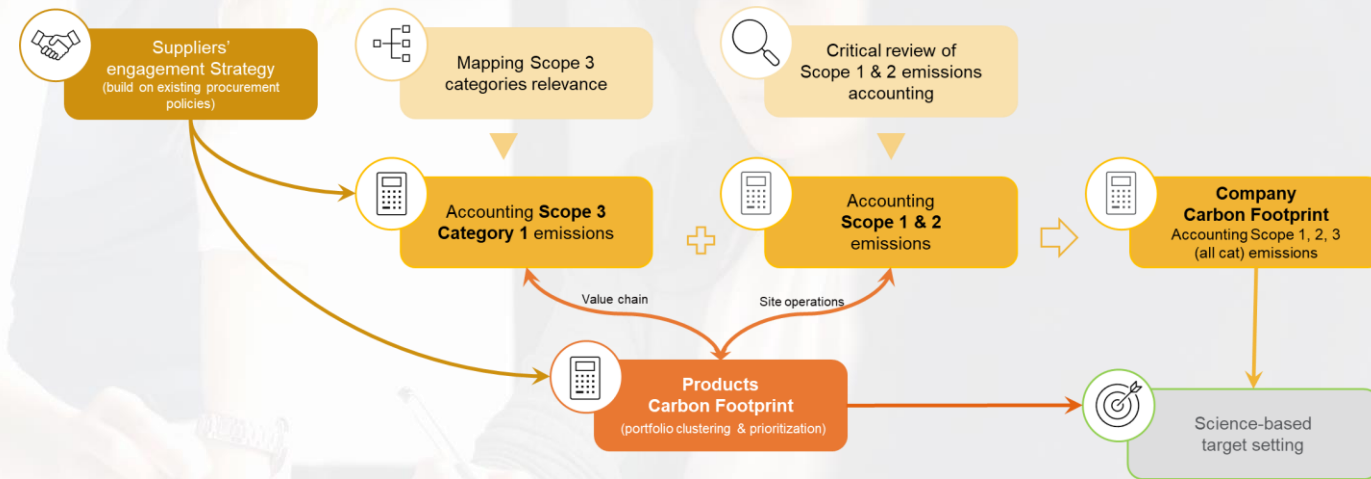 Suppliers'
engagement Strategy
(build on existing procurement
policies)
Mapping Scope 3
categories relevance
Critical review of
Scope 1 & 2 emissions
accounting
Accounting Scope 3
Category 1 emissions
Accounting
Scope 1 & 2
emissions
Company
Carbon Footprint
Accounting Scope 1, 2, 3
(all cat) emissions
Value chain
Site operations
Products
Carbon Footprint
(portfolio clustering & prioritization)
Science-based
target setting